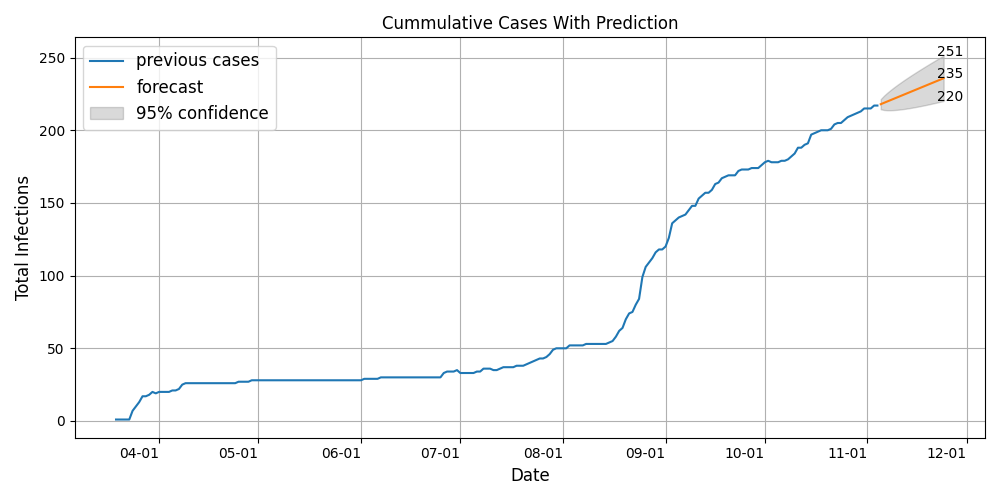 Cummulative Cases With Prediction
previous cases
forecast
95% confidence
251
235
220
250
200
150
100
50
0
Total Infections
04-01 05-01 06-01 07-01 08-01 09-01 10-01 11-01 12-01
Date